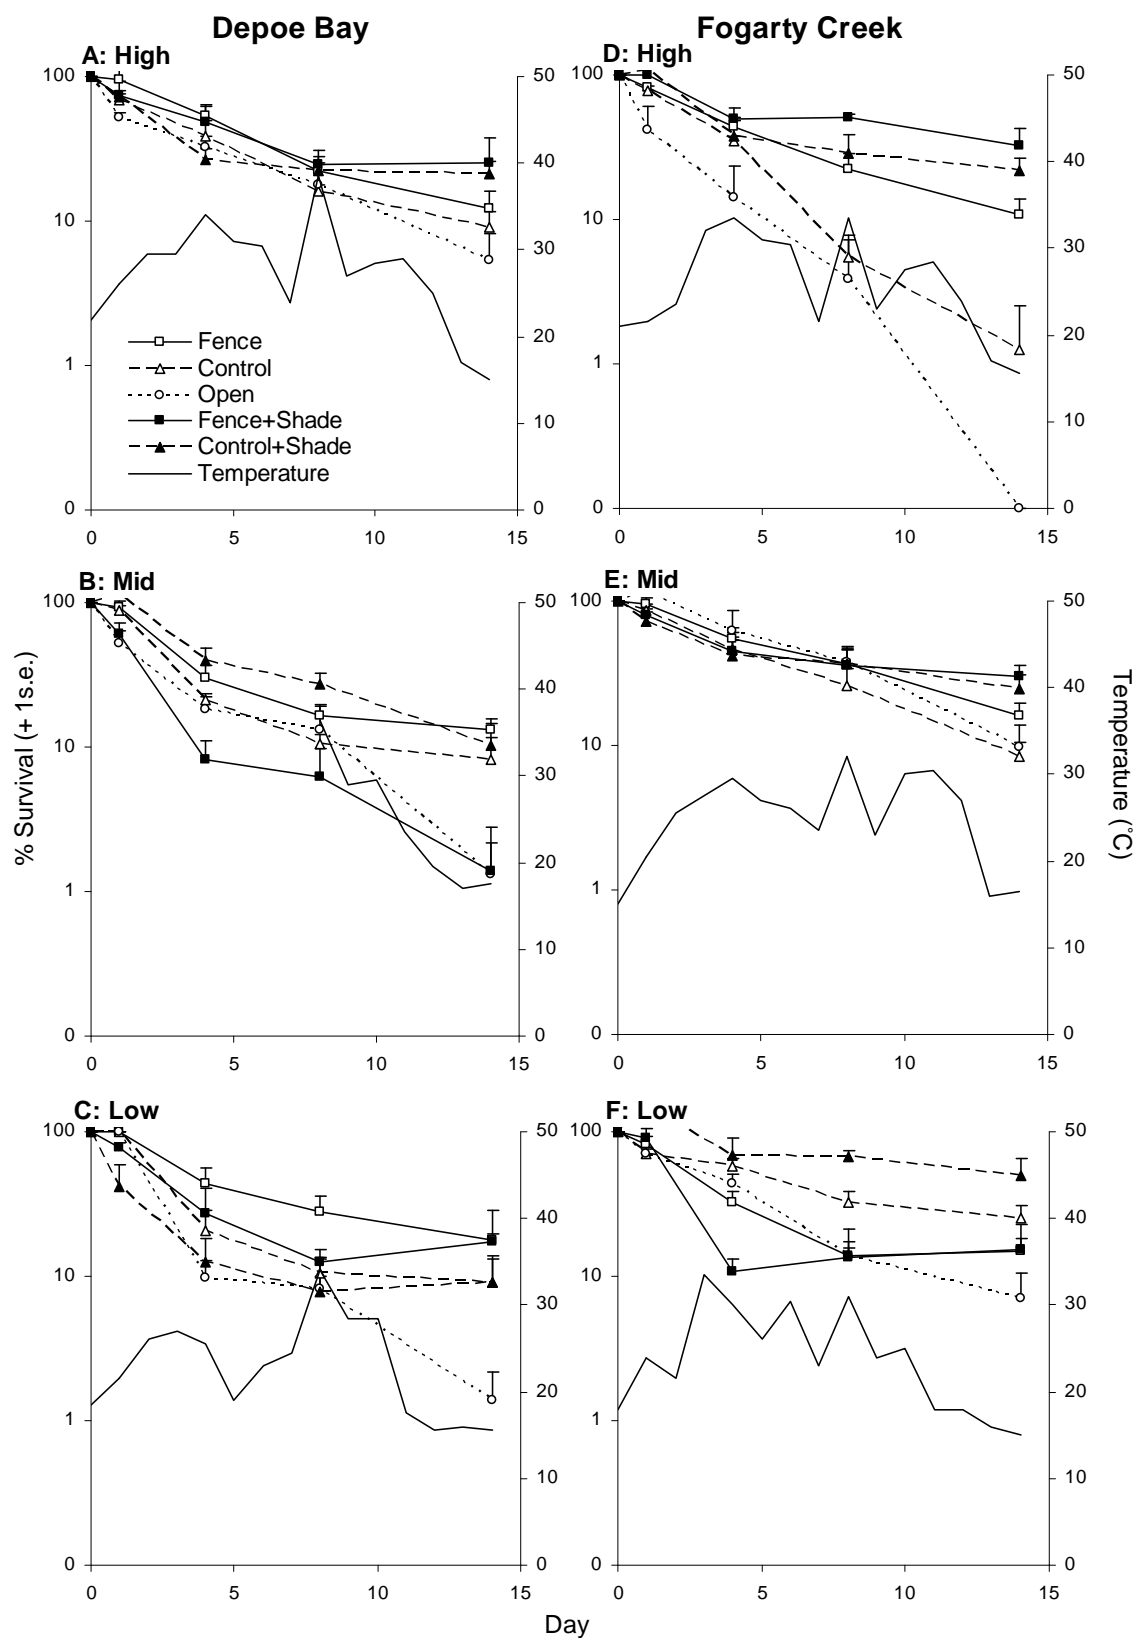 Depoe Bay Fogarty Creek
A: High D: High
100 50 100 50
40 40
10 10
30 30
Fence
Control
1 20 1 20
Open
Fence+Shade
10 10
Control+Shade
Temperature
0 0 0 0
0 5 10 15 0 5 10 15
B: Mid E: Mid
100 50 100 50
40 40
10 10
30 30
% Survival (+ 1s.e.)
Temperature (°C)
1 20 1 20
10 10
0 0 0 0
0 5 10 15 0 5 10 15
C: Low F: Low
100 50 100 50
40 40
10 10
30 30
1 20 1 20
10 10
0 0 0 0
0 5 10 15 0 5 10 15
Day